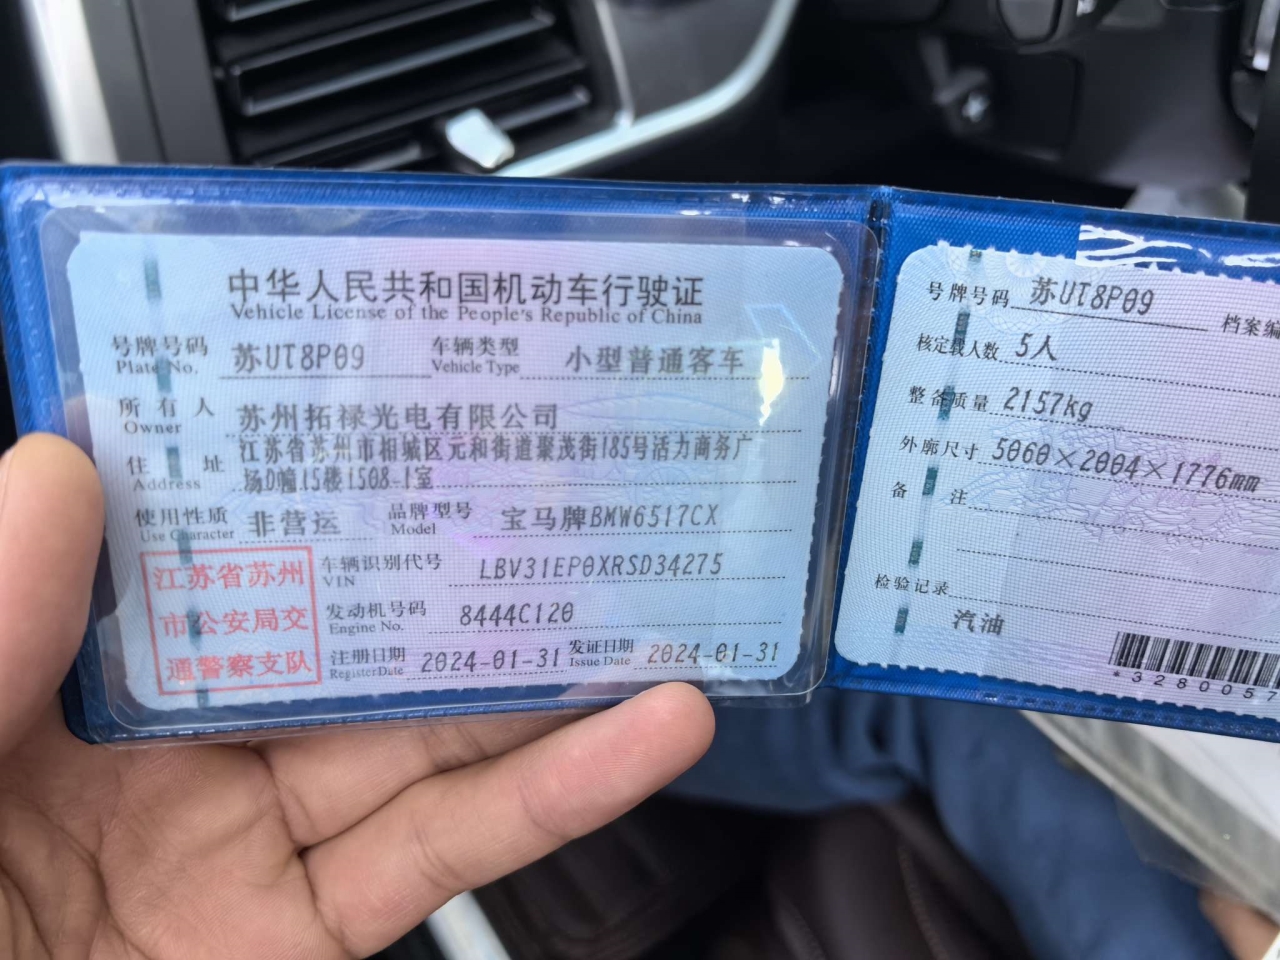 中华人民共和国机动车行驶证
Vehicle License of the People's Republic of China
号牌号码 苏UT8P09 车辆类型 小型普通客车
Plate No. Vehicle Type
所有人 苏州拓禄光电有限公司
Owner
住址 江苏省苏州市相城区元和街道聚茂街185号活力商务广
Address 场D幢15楼1508-1室
使用性质 非营运 品牌型号 宝马牌BMW6517CX
Use Character Model
江苏省苏州
市公安局交
通警察支队
车辆识别代号 LBV31EP0XRSD34275
VIN
发动机号码 8444C120
Engine No.
注册日期 2024-01-31 发证日期 2024-01-31
Register Date Issue Date
号牌号码 苏UT8P09 档案编
核定载人数 5人
整备质量 2157kg
外廓尺寸 5060×2004×1776mm
备注
检验记录
汽油
*3280057